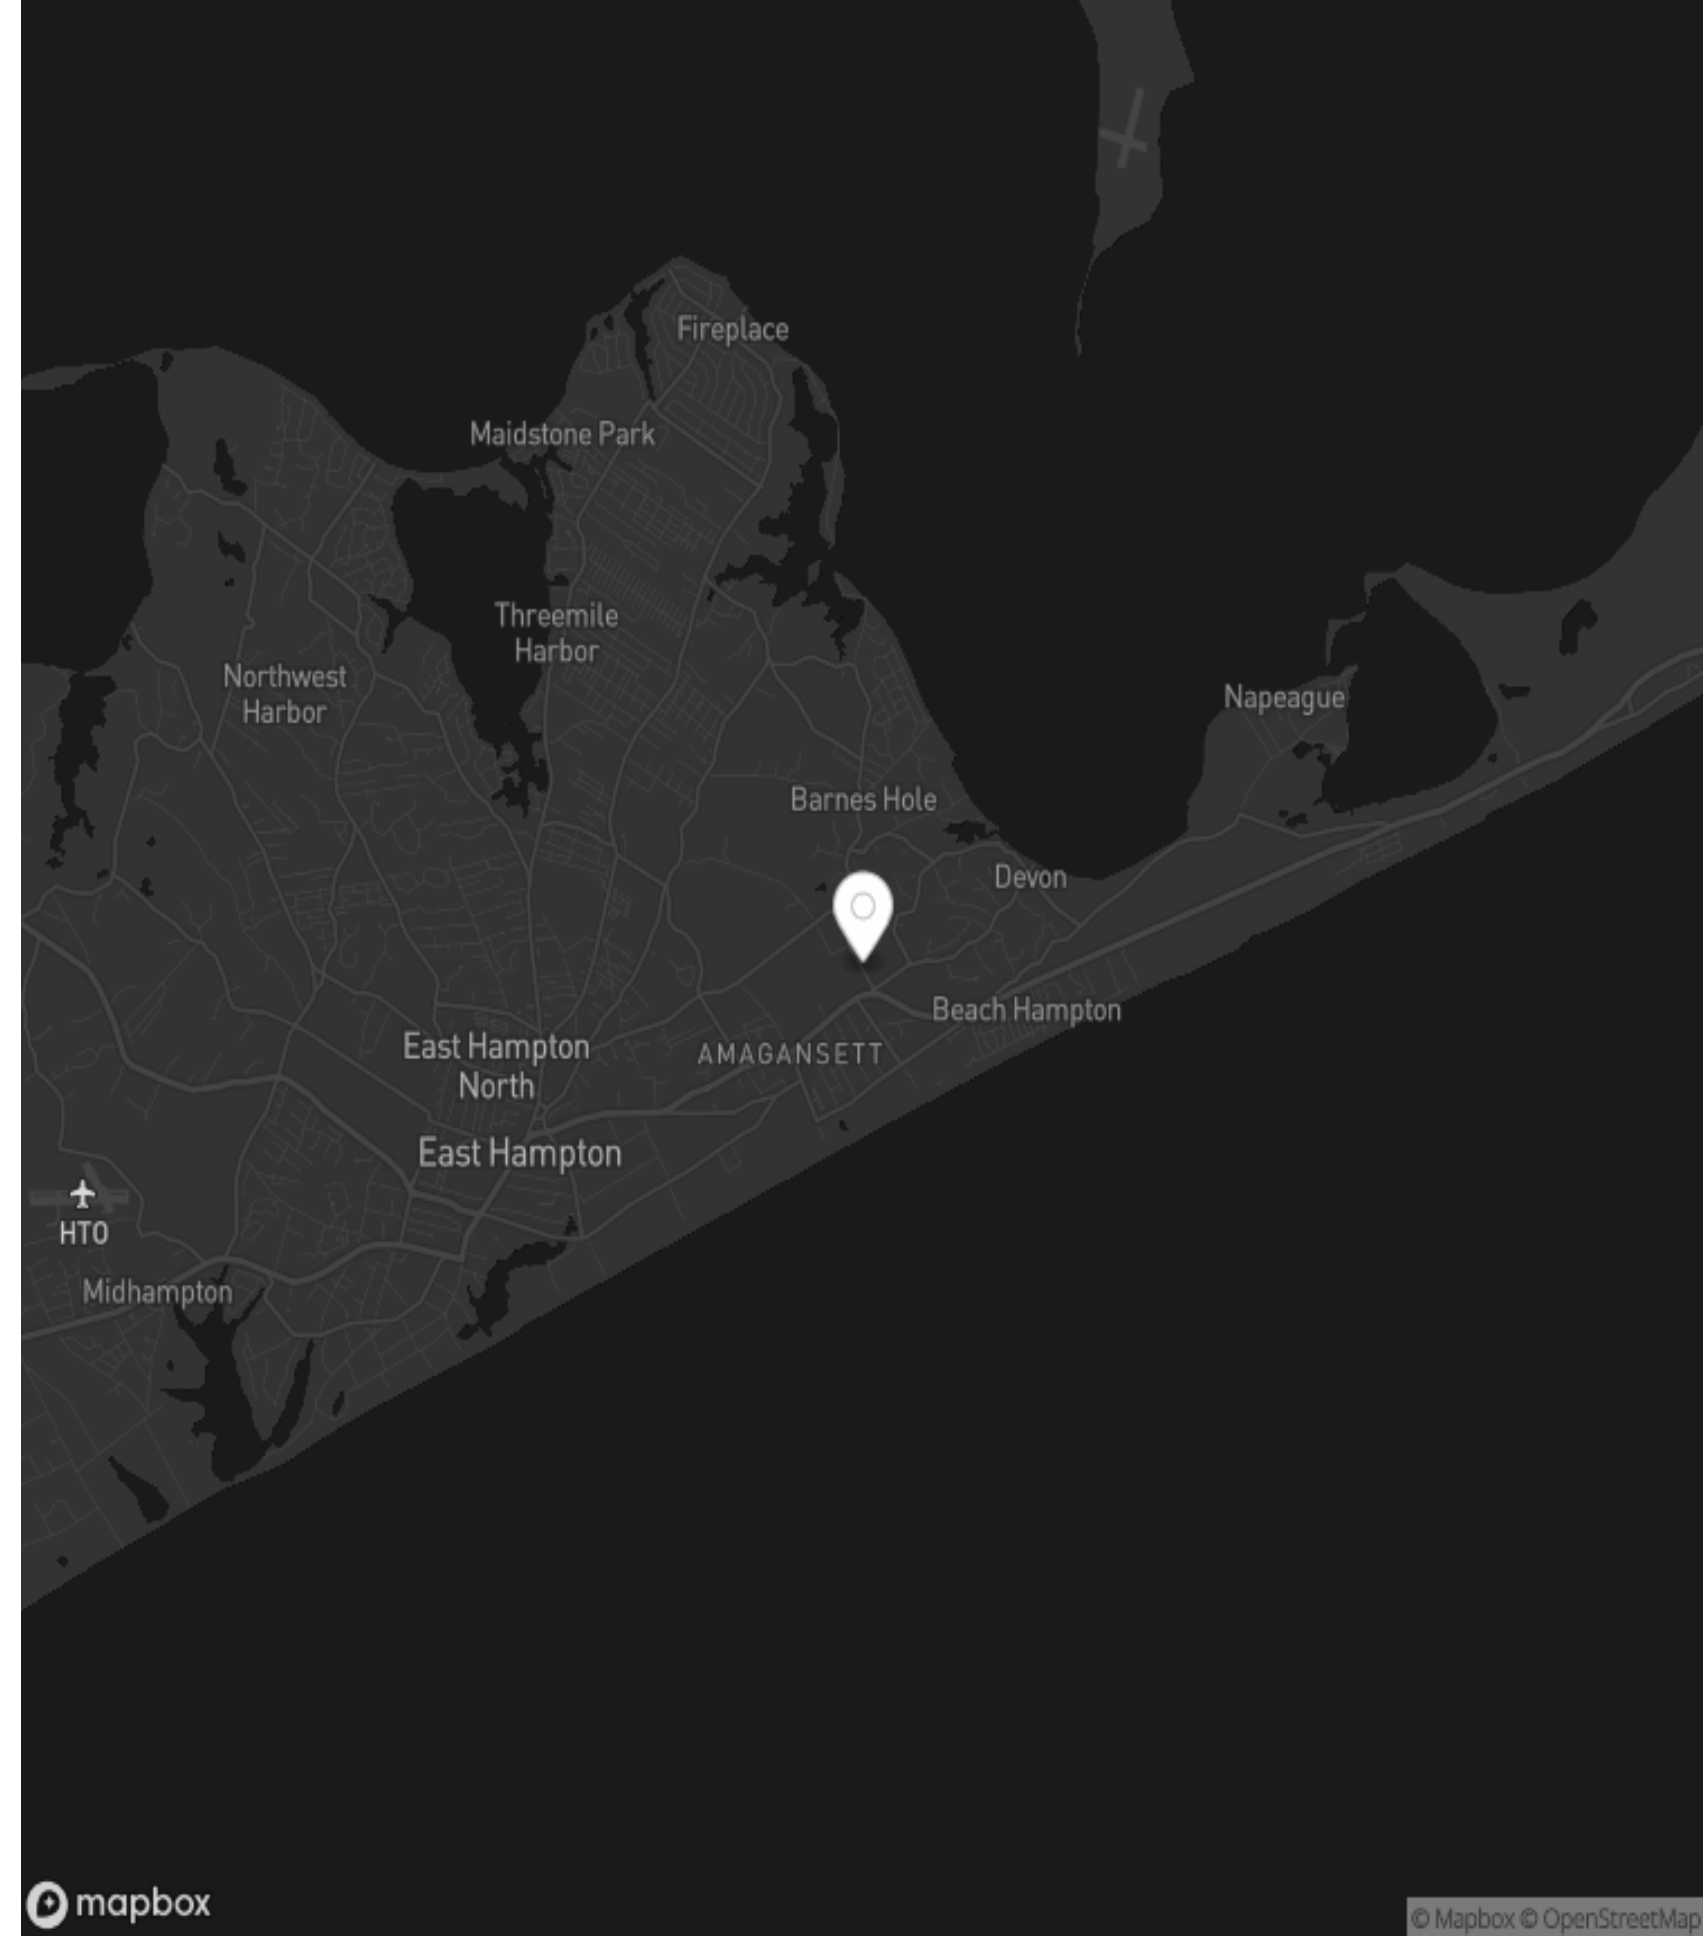 Fireplace
Maidstone Park
Threemile
Harbor
Northwest
Harbor
Napeague
Barnes Hole
Devon
Beach Hampton
East Hampton
North
AMAGANSETT
East Hampton
HTO
Midhampton
mapbox
© Mapbox © OpenStreetMap